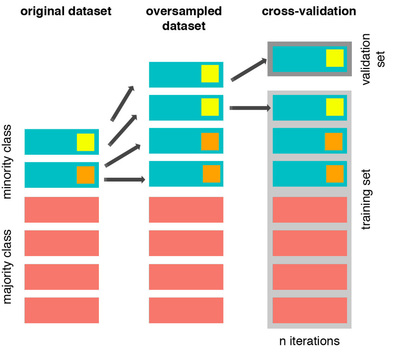 original dataset
oversampled
dataset
cross-validation
minority class
majority class
validation
set
training set
n iterations